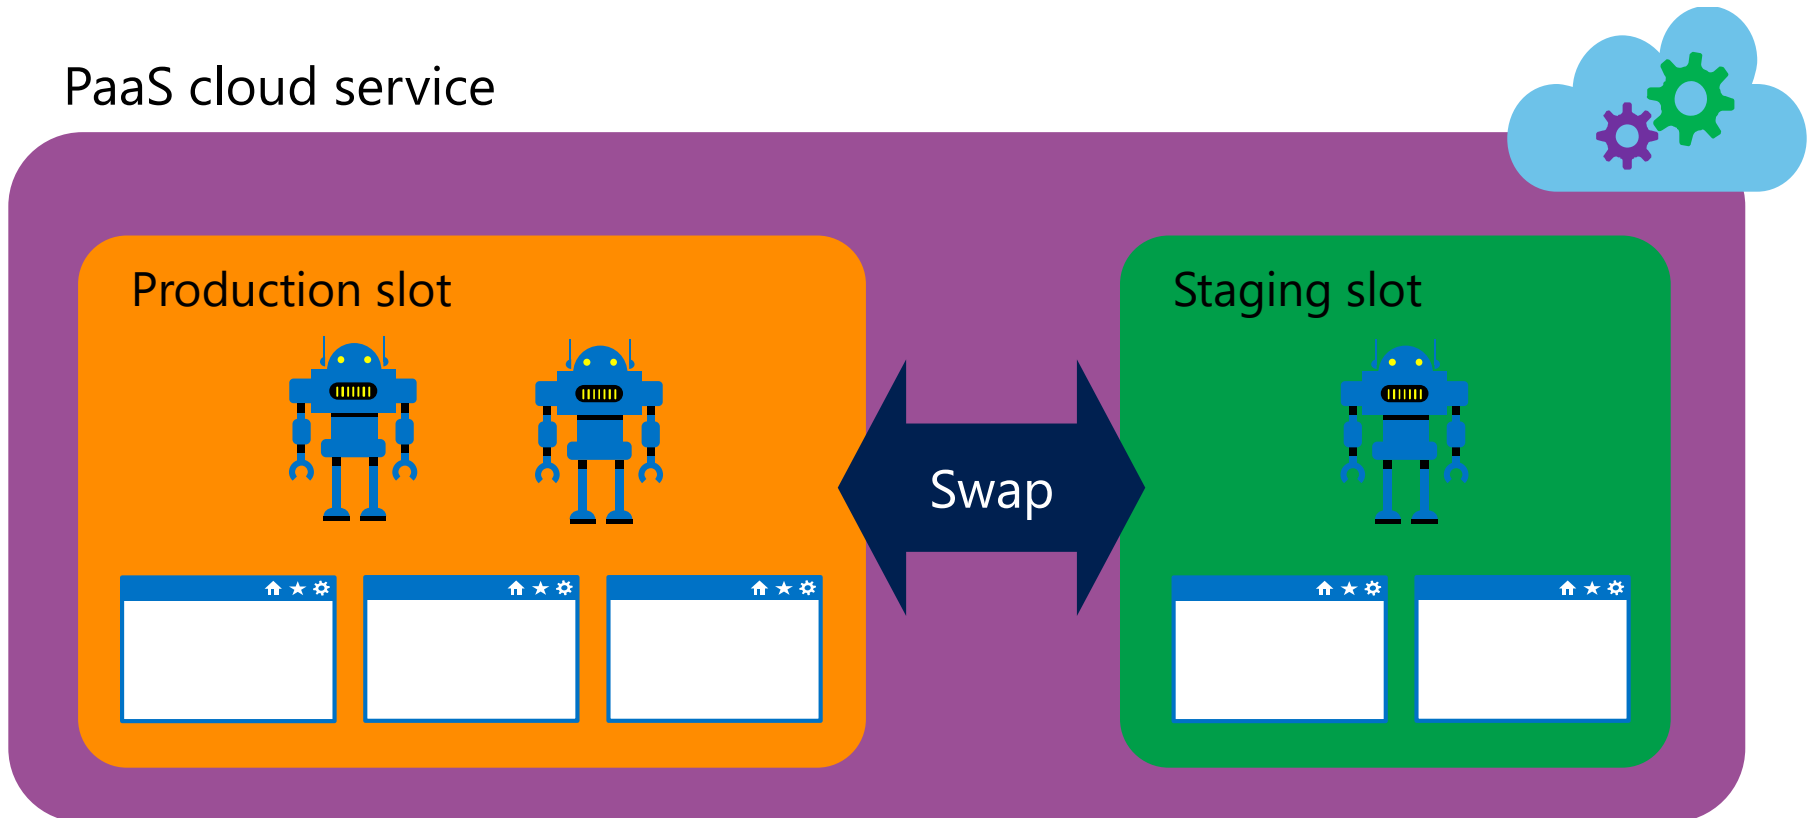 PaaS cloud service
Production slot
Staging slot
Swap